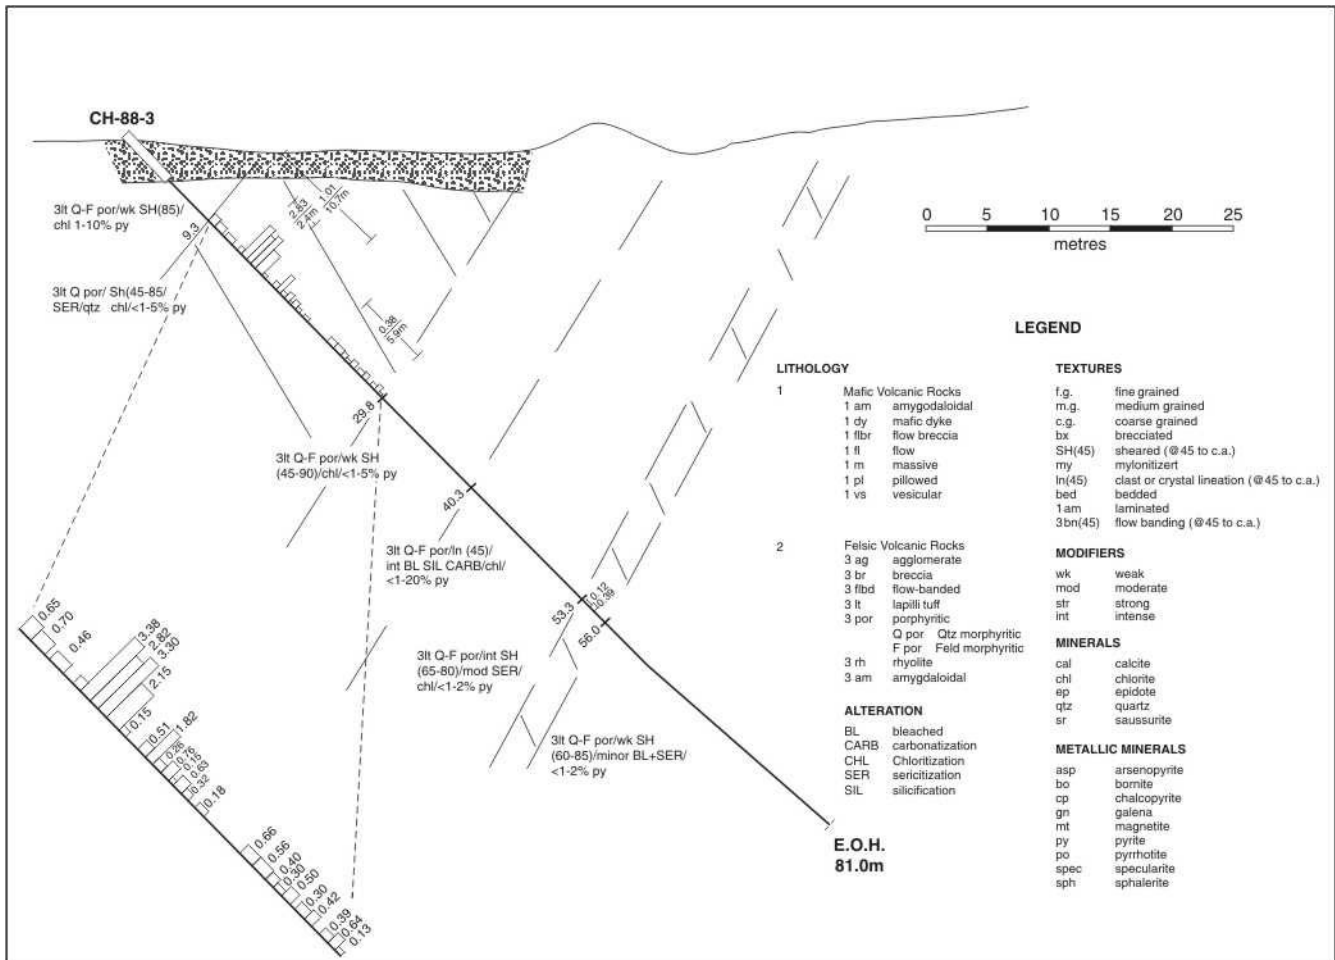 CH-88-3
3lt Q-F por/wk SH(85)/
chl 1-10% py
9.3
3lt Q por/ Sh(45-85/
SER/qtz chl/<1-5% py
2.83
2.4m
1.01
10.7m
0.38
5.9m
29.8
3lt Q-F por/wk SH
(45-90)/chl/<1-5% py
40.3
3lt Q-F por/ln (45)/
int BL SIL CARB/chl/
<1-20% py
53.3
0.12
0.39
56.0
3lt Q-F por/int SH
(65-80)/mod SER/
chl/<1-2% py
3lt Q-F por/wk SH
(60-85)/minor BL+SER/
<1-2% py
E.O.H.
81.0m
0.65
0.70
0.46
3.38
2.82
3.30
2.15
0.15
0.51
1.82
0.26
0.76
0.15
0.63
0.32
0.18
0.66
0.56
0.40
0.30
0.50
0.30
0.42
0.39
0.64
0.13
0 5 10 15 20 25
metres
LEGEND
LITHOLOGY
1 Mafic Volcanic Rocks
1 am amygodaloidal
1 dy mafic dyke
1 flbr flow breccia
1 fl flow
1 m massive
1 pl pillowed
1 vs vesicular
2 Felsic Volcanic Rocks
3 ag agglomerate
3 br breccia
3 flbd flow-banded
3 lt lapilli tuff
3 por porphyritic
Q por Qtz morphyritic
F por Feld morphyritic
3 rh rhyolite
3 am amygdaloidal
ALTERATION
BL bleached
CARB carbonatization
CHL Chloritization
SER sericitization
SIL silicification
TEXTURES
f.g. fine grained
m.g. medium grained
c.g. coarse grained
bx brecciated
SH(45) sheared (@45 to c.a.)
my mylonitizert
ln(45) clast or crystal lineation (@45 to c.a.)
bed bedded
1am laminated
3bn(45) flow banding (@45 to c.a.)
MODIFIERS
wk weak
mod moderate
str strong
int intense
MINERALS
cal calcite
chl chlorite
ep epidote
qtz quartz
sr saussurite
METALLIC MINERALS
asp arsenopyrite
bo bornite
cp chalcopyrite
gn galena
mt magnetite
py pyrite
po pyrrhotite
spec specularite
sph sphalerite